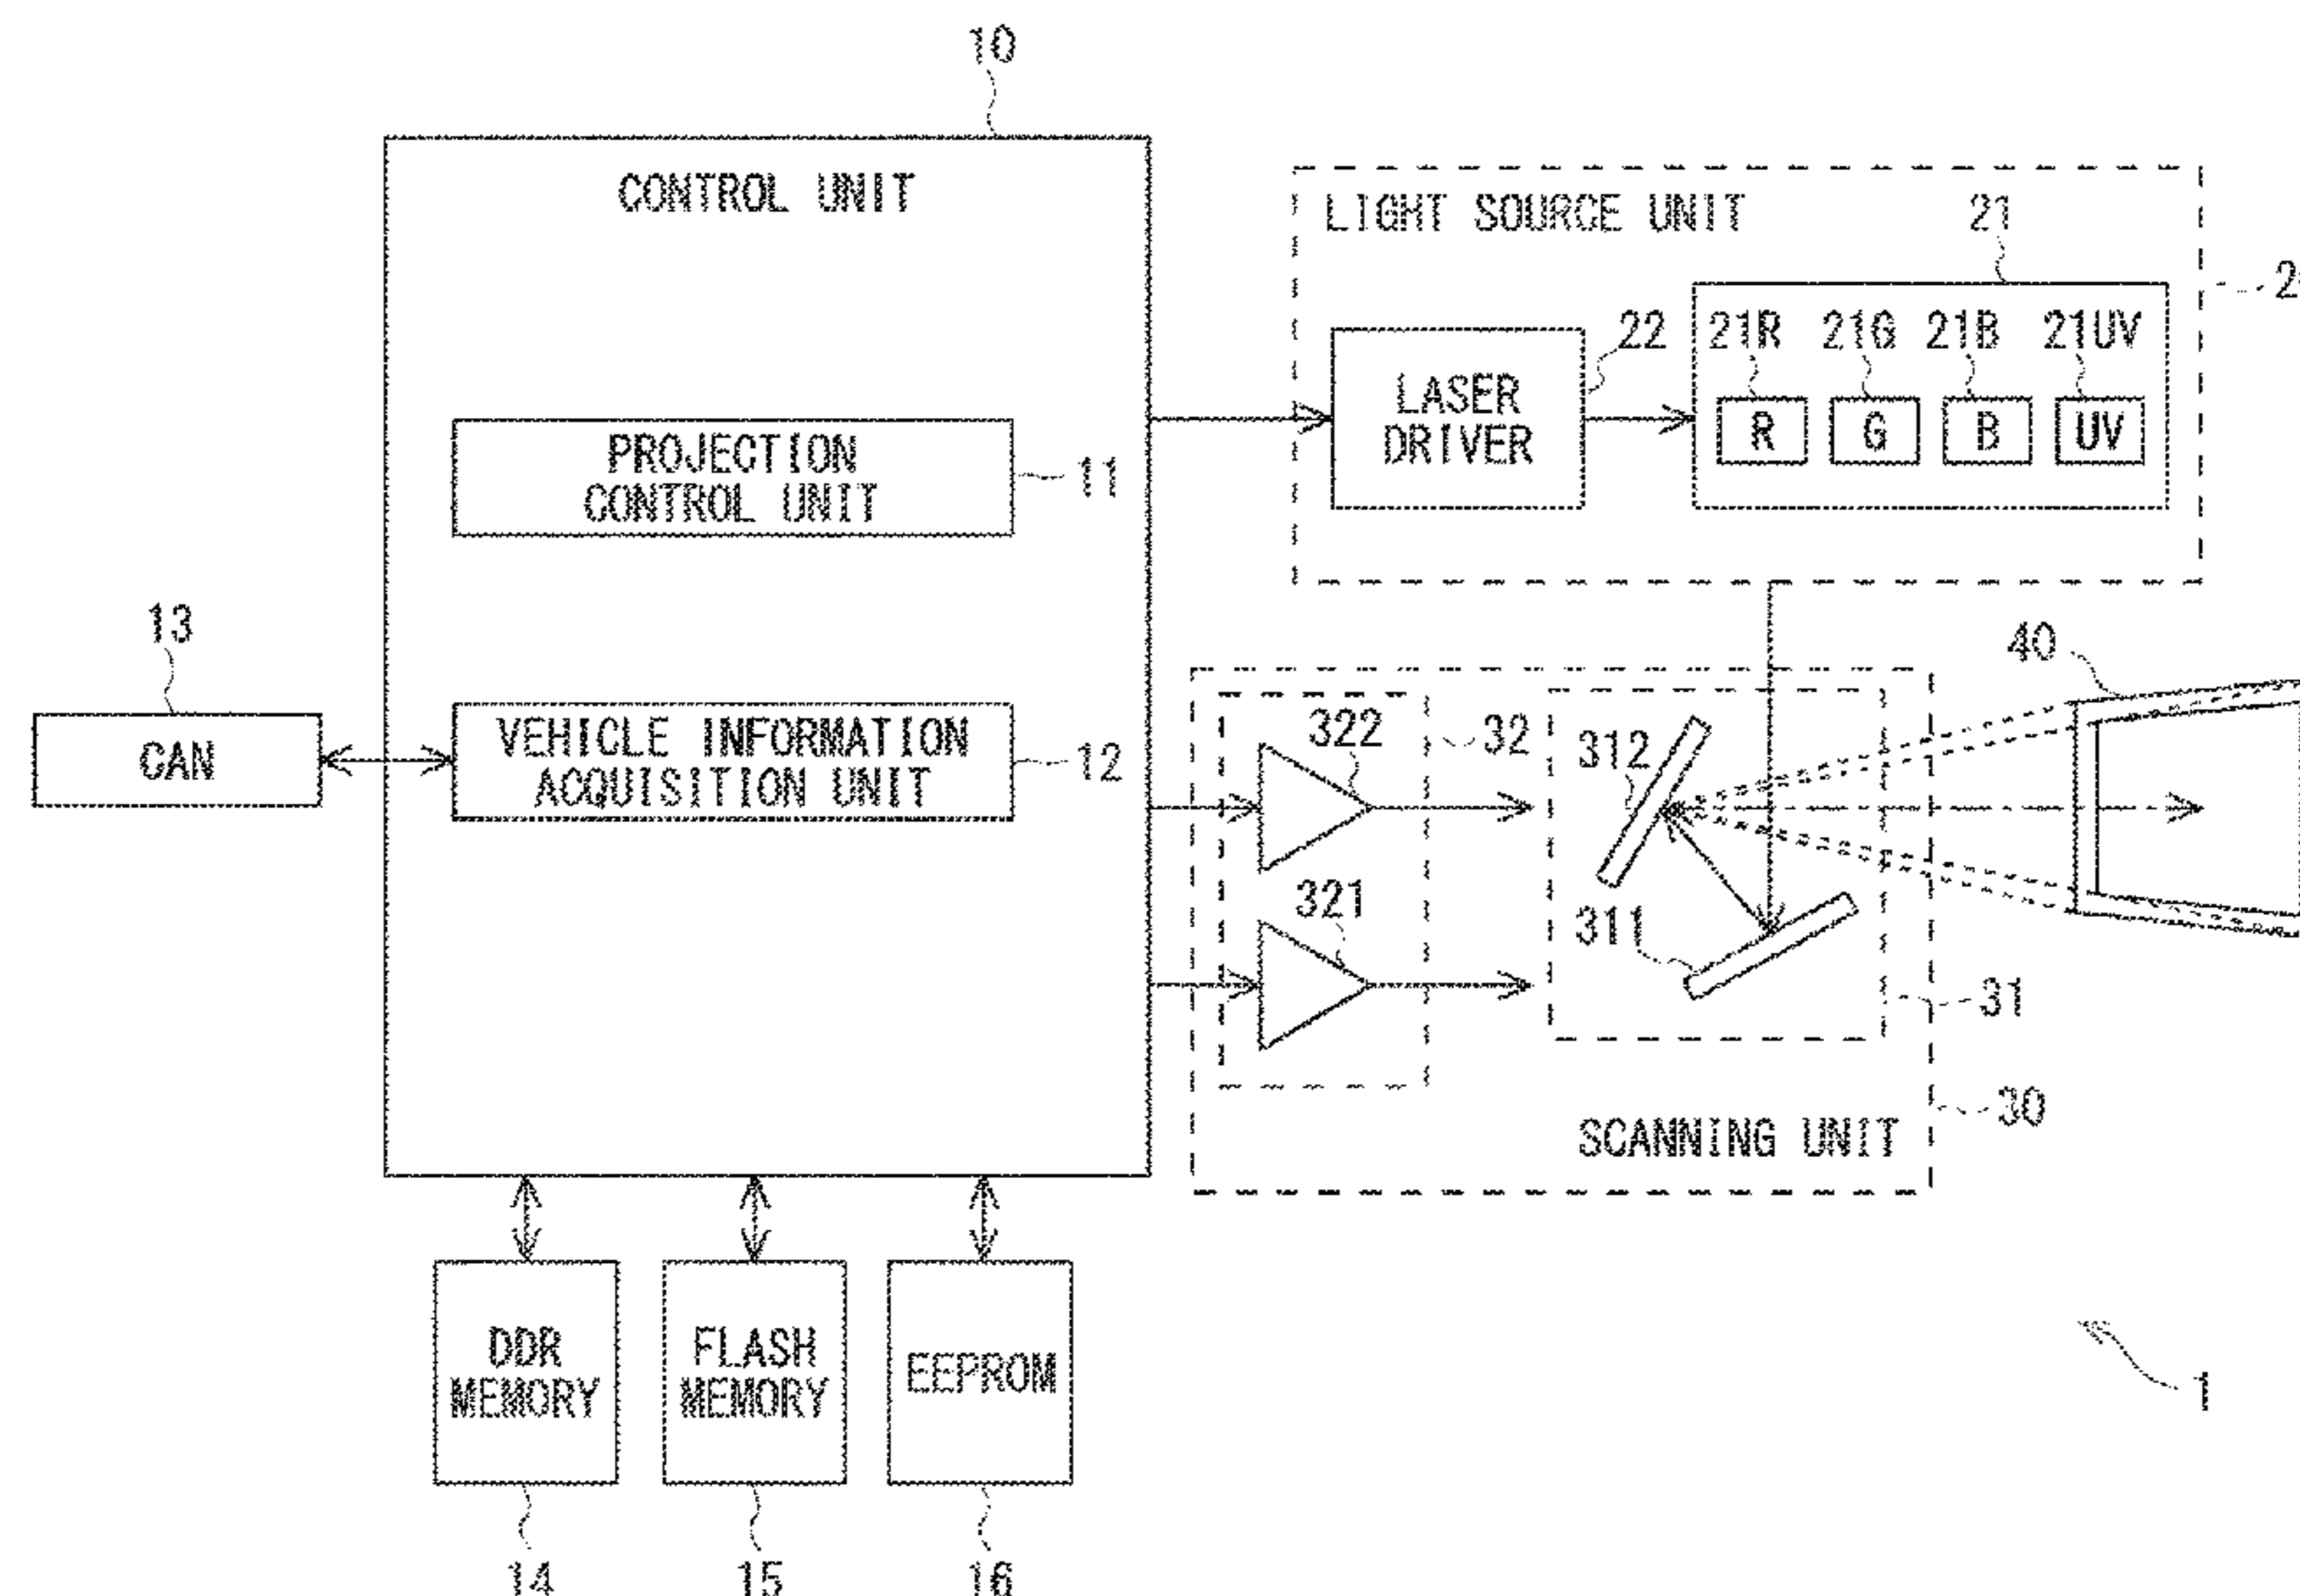 10
CONTROL UNIT
LIGHT SOURCE UNIT
21
22
21R
21G
21B
21UV
LASER
DRIVER
R
G
B
UV
PROJECTION
CONTROL UNIT
11
13
CAN
VEHICLE INFORMATION
ACQUISITION UNIT
12
322
32
312
40
321
311
31
30
SCANNING UNIT
DDR
MEMORY
FLASH
MEMORY
EEPROM
1
14
15
16